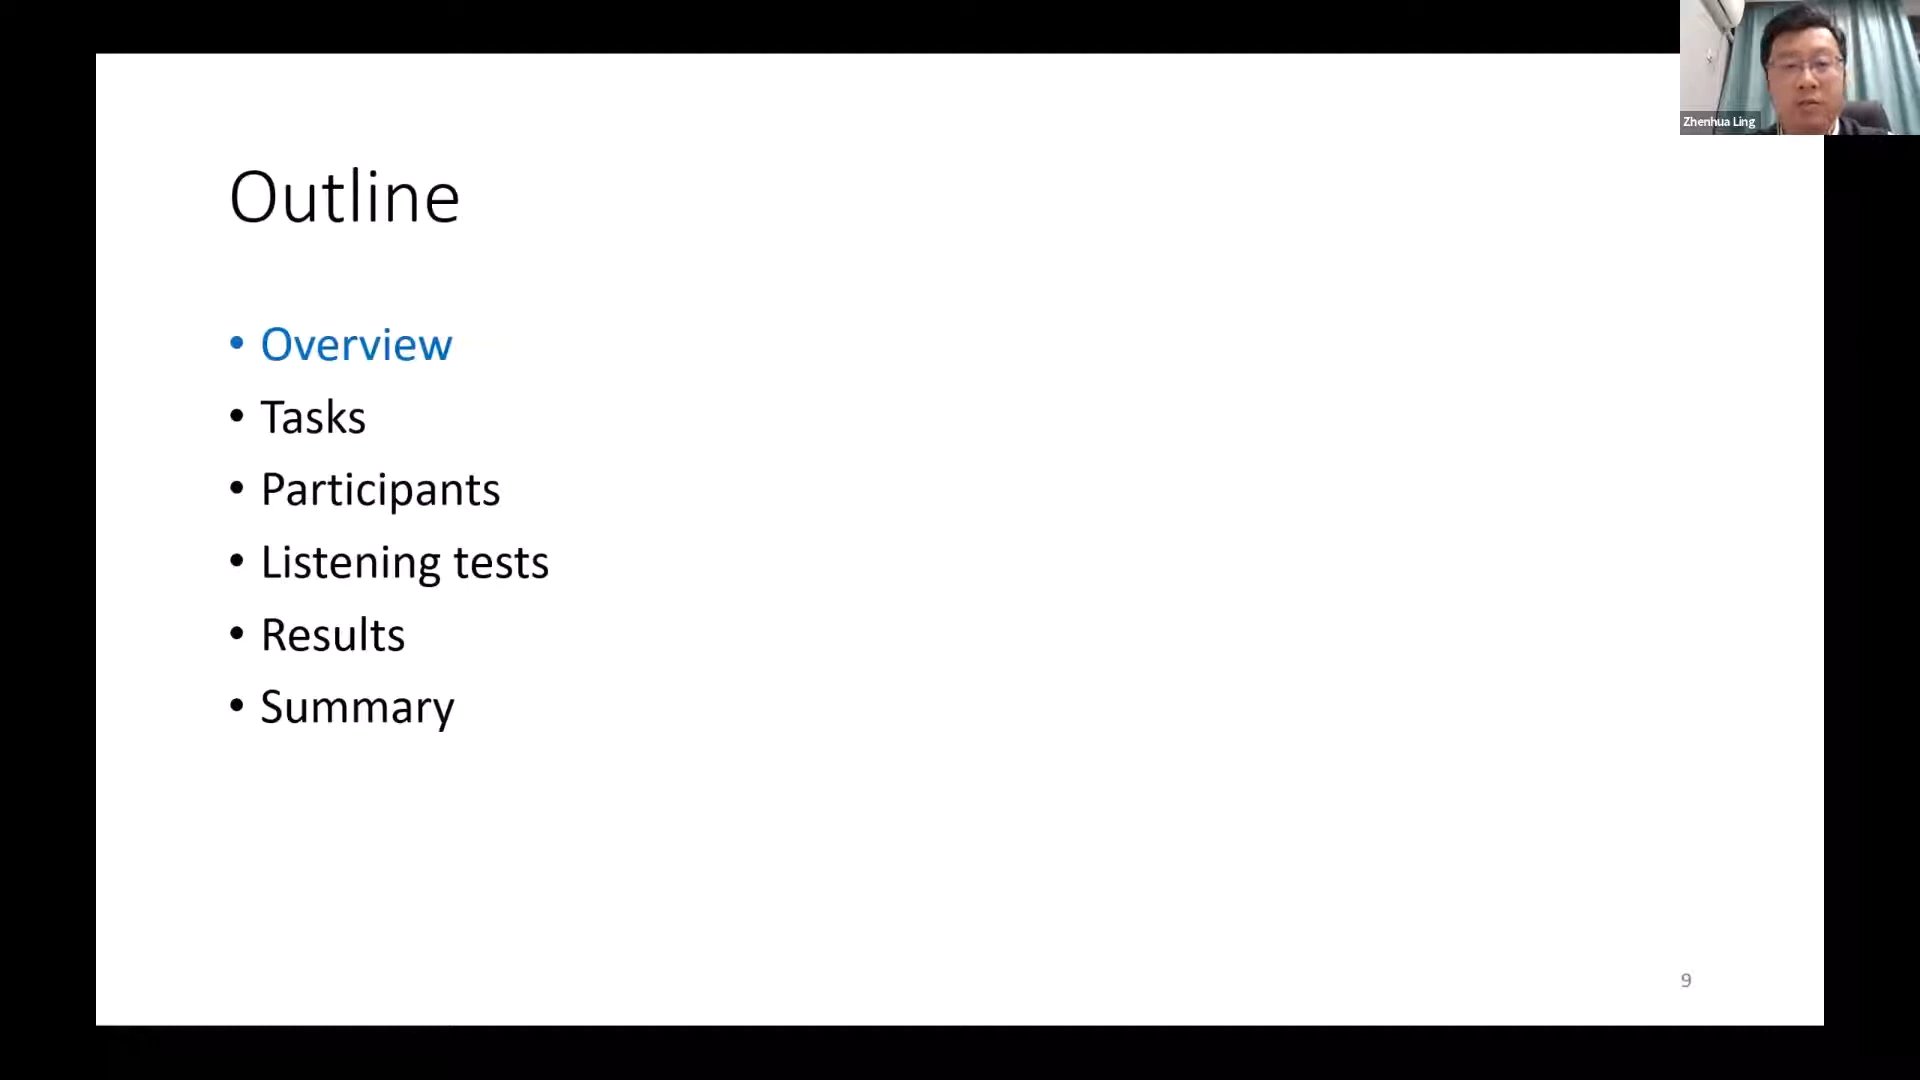 Zhenhua Ling
Outline
• Overview
• Tasks
• Participants
• Listening tests
• Results
• Summary
9